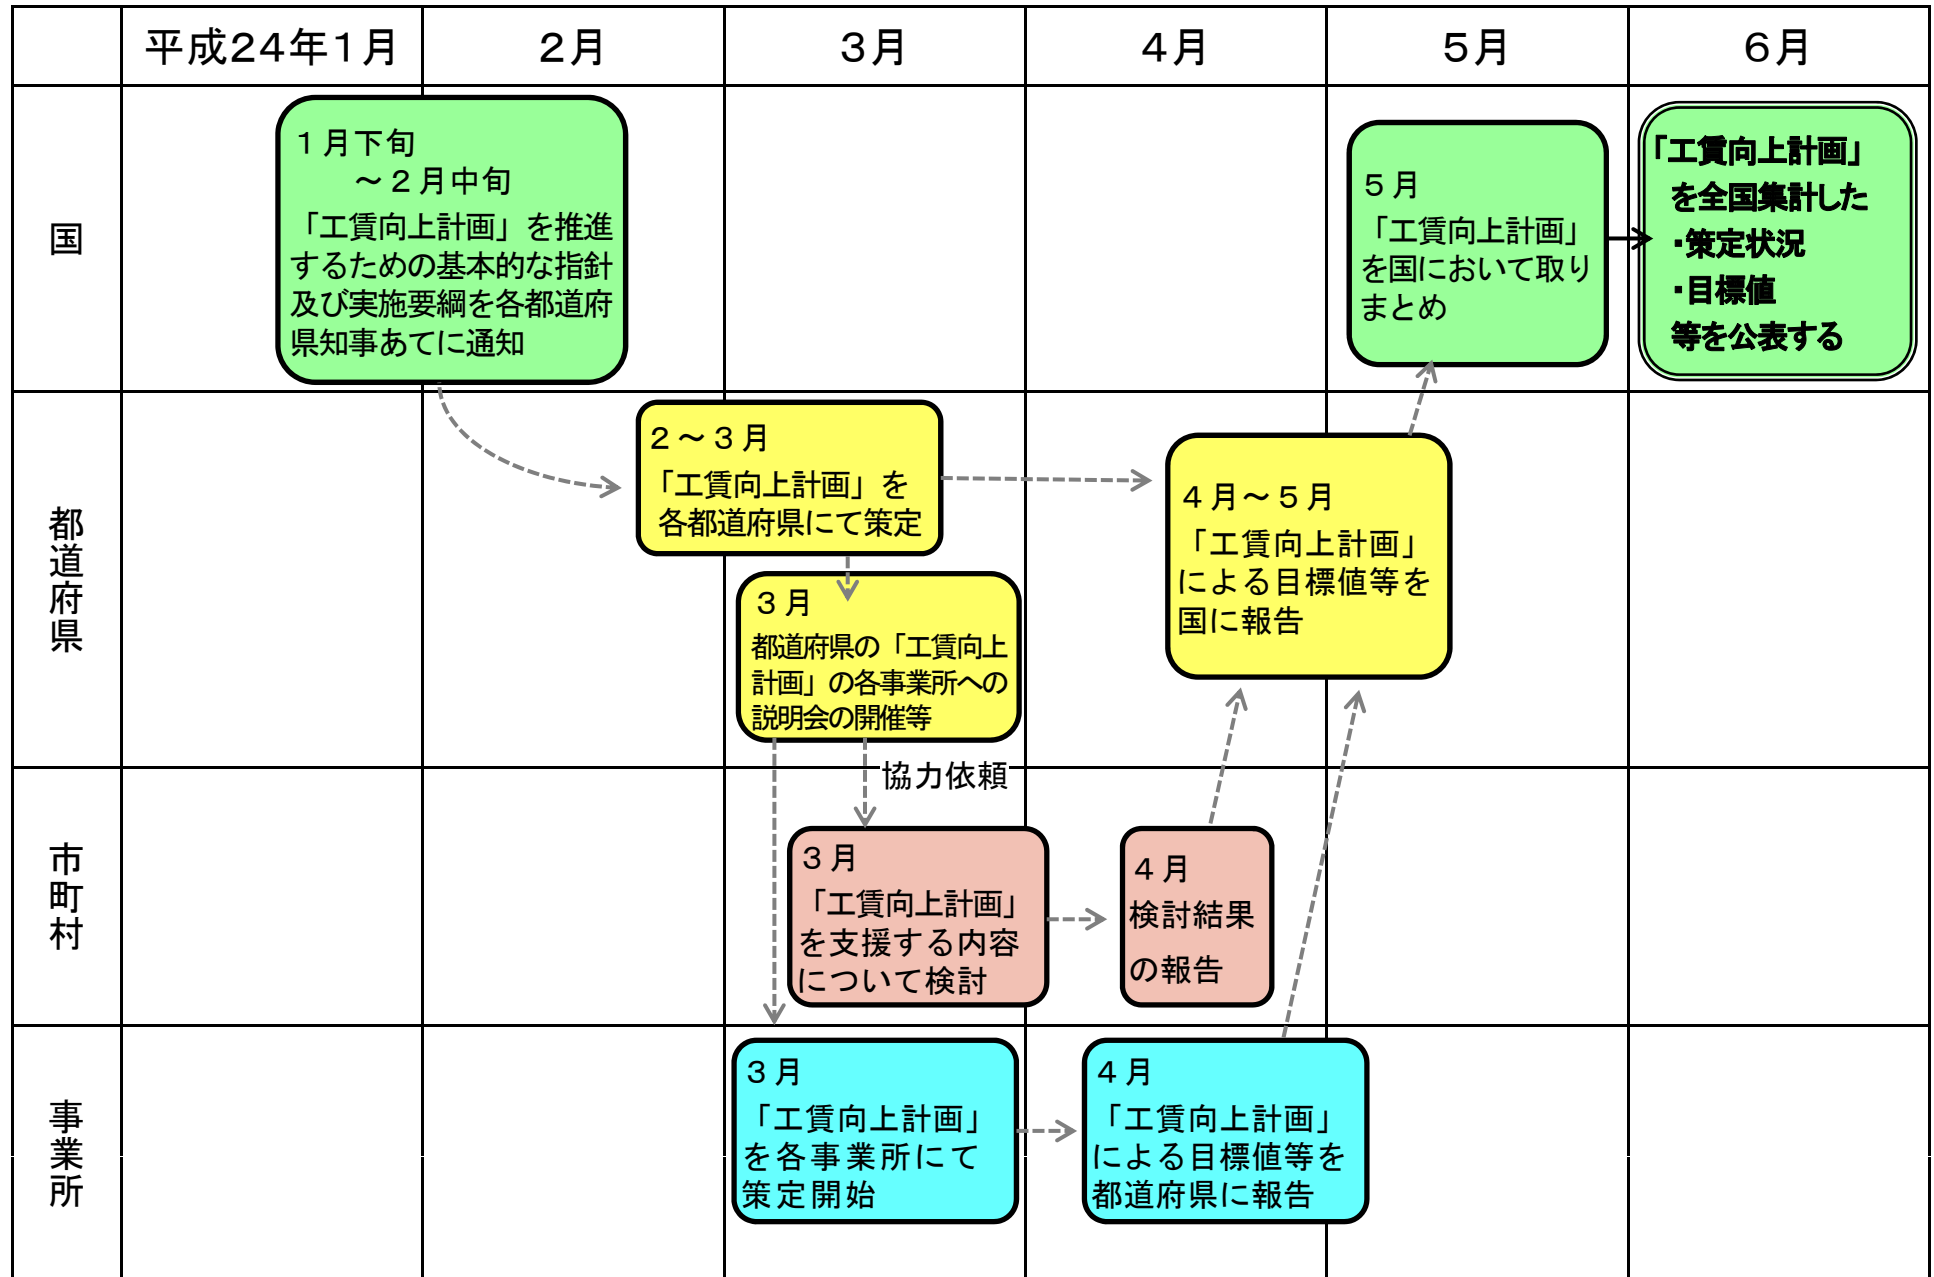 平成２４年１月
２月
３月
４月
５月
６月
国
１月下旬
～２月中旬
「工賃向上計画」を推進
するための基本的な指針
及び実施要綱を各都道府
県知事あてに通知
５月
「工賃向上計画」
を国において取り
まとめ
「工賃向上計画」
を全国集計した
・策定状況
・目標値
等を公表する
都道府県
２～３月
「工賃向上計画」を
各都道府県にて策定
３月
都道府県の「工賃向上
計画」の各事業所への
説明会の開催等
４月～５月
「工賃向上計画」
による目標値等を
国に報告
協力依頼
市町村
３月
「工賃向上計画」
を支援する内容
について検討
４月
検討結果
の報告
事業所
３月
「工賃向上計画」
を各事業所にて
策定開始
４月
「工賃向上計画」
による目標値等を
都道府県に報告